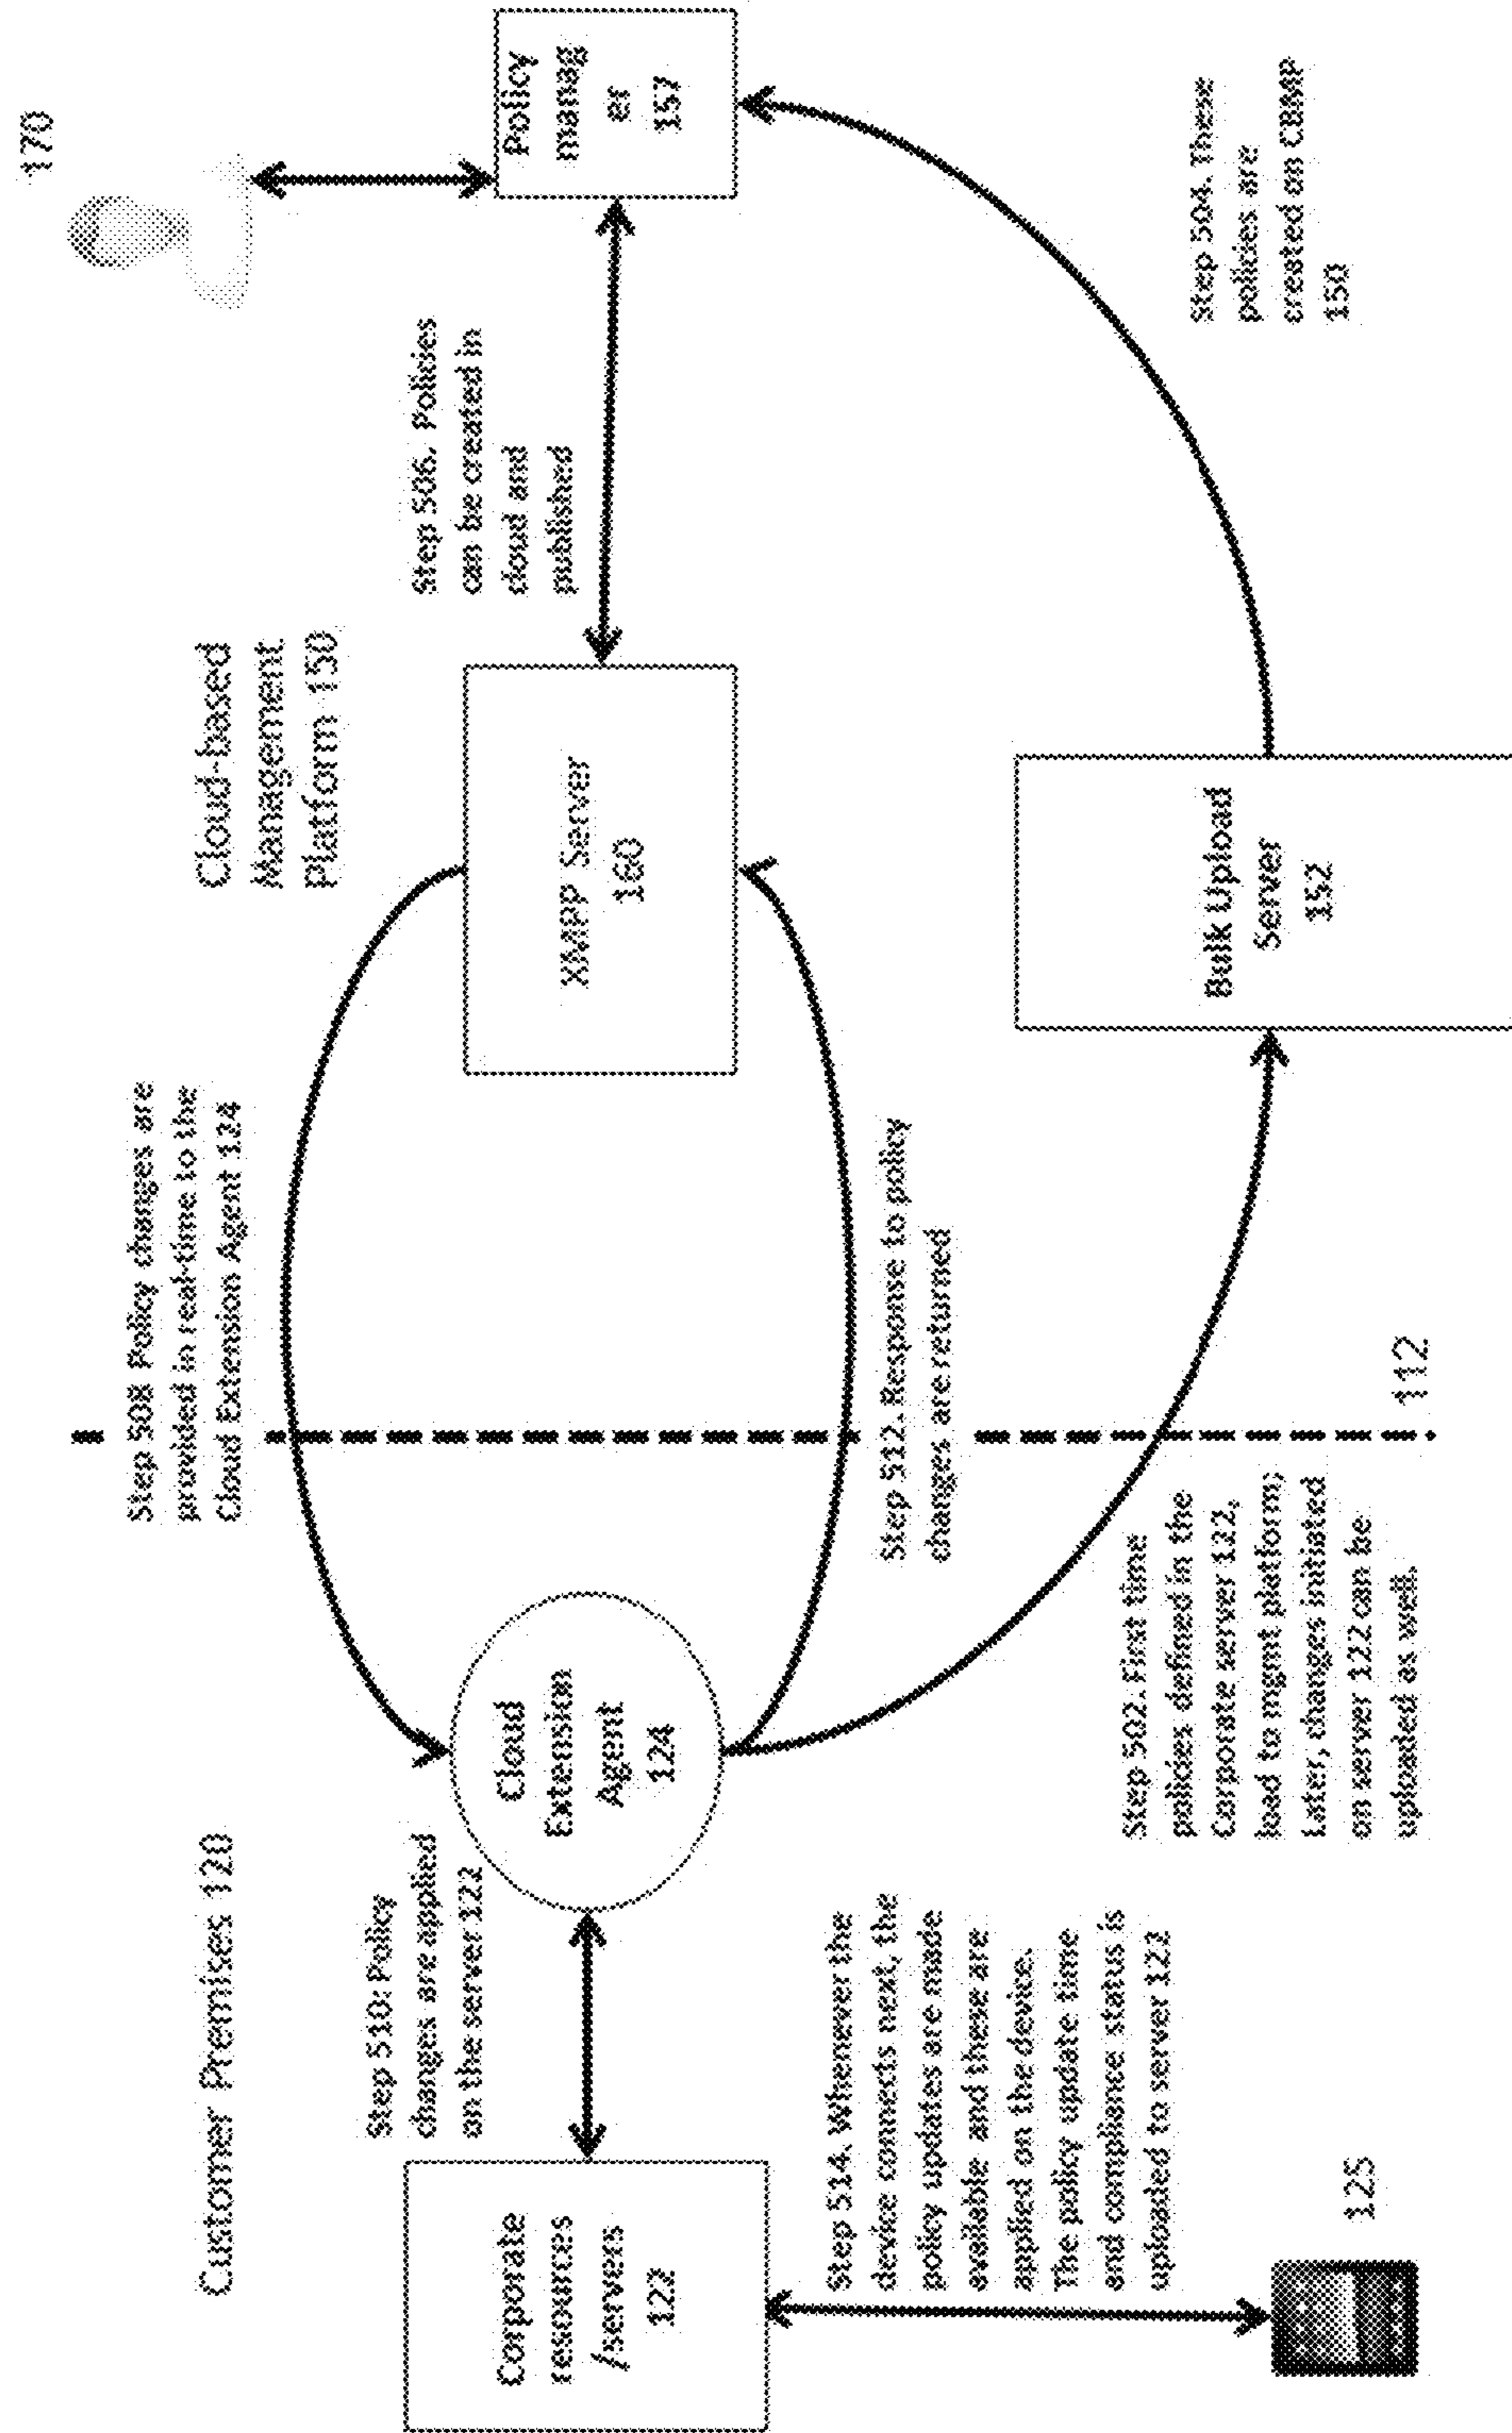 Customer Premises 120
Cloud-based
Management
Platform 150
170
Step 508 Policy changes are
provided in real-time to the
Cloud Extension Agent 124
Step 510: Policy
changes are applied
on the server 122
Step 506. Policies
can be created in
cloud and
published
Corporate
resources
/servers
122
Cloud
Extension
Agent
124
XMPP Server
160
Policy
manag
er
157
Step 512. Response to policy
changes are returned
Step 514. Whenever the
device connects next, the
policy updates are made
available and these are
applied on the device.
The policy update time
and compliance status is
uploaded to server 122
Step 502. First time
policies defined in the
Corporate server 122,
load to mgmt platform;
Later, changes initiated
on server 122 can be
uploaded as well.
Bulk Upload
Server
152
Step 504. These
policies are
created on CBMP
150
125
112